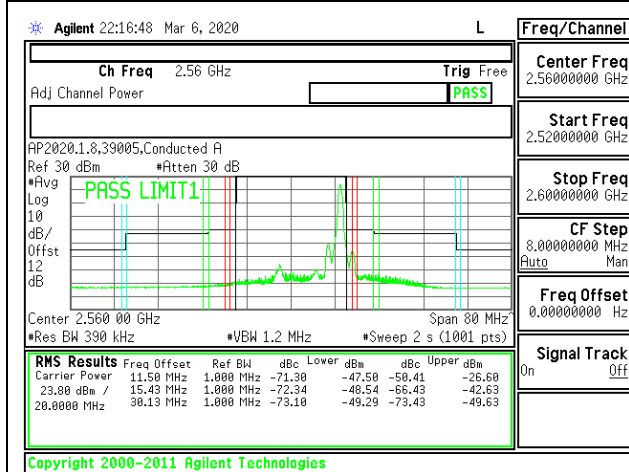 Agilent 22:16:48 Mar 6, 2020 L
Freq/Channel
Ch Freq 2.56 GHz Trig Free
Adj Channel Power PASS
Center Freq
2.56000000 GHz
Start Freq
2.52000000 GHz
AP2020.1.8,39005,Conducted A
Ref 30 dBm #Atten 30 dB
Stop Freq
2.60000000 GHz
#Avg
Log
10
dB/
Offst
12
dB
PASS LIMIT1
CF Step
8.00000000 MHz
Auto Man
Freq Offset
0.00000000 Hz
Center 2.560 00 GHz Span 80 MHz^
#Res BW 390 kHz #VBW 1.2 MHz #Sweep 2 s (1001 pts)
Signal Track
On Off
RMS Results Freq Offset Ref BW dBc Lower dBm dBc Upper dBm
Carrier Power 11.50 MHz 1.000 MHz -71.30 -47.50 -50.41 -26.60
23.80 dBm / 15.43 MHz 1.000 MHz -72.34 -48.54 -66.43 -42.63
20.0000 MHz 30.13 MHz 1.000 MHz -73.10 -49.29 -73.43 -49.63
Copyright 2000-2011 Agilent Technologies